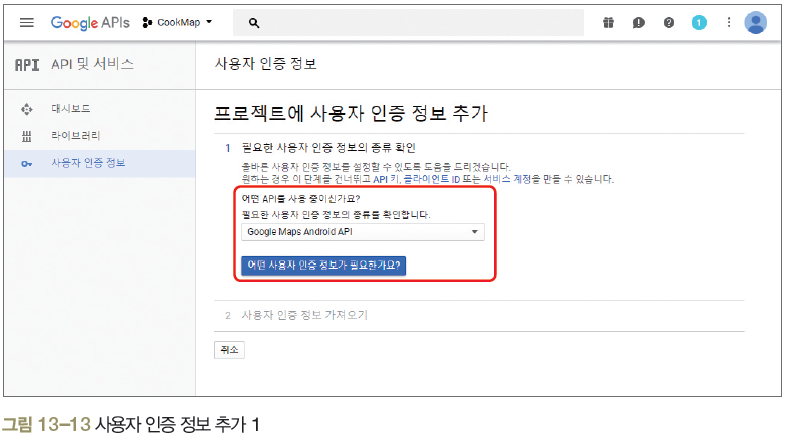 Google APIs CookMap 1
API API 및 서비스
사용자 인증 정보
대시보드
라이브러리
사용자 인증 정보
프로젝트에 사용자 인증 정보 추가
1 필요한 사용자 인증 정보의 종류 확인
올바른 사용자 인증 정보를 설정할 수 있도록 도움을 드리겠습니다.
원하는 경우 이 단계를 건너뛰고 API 키, 클라이언트 ID 또는 서비스 계정을 만들 수 있습니다.
어떤 API를 사용 중이신가요?
필요한 사용자 인증 정보의 종류를 확인합니다.
Google Maps Android API
어떤 사용자 인증 정보가 필요한가요?
2 사용자 인증 정보 가져오기
취소
그림 13-13 사용자 인증 정보 추가 1